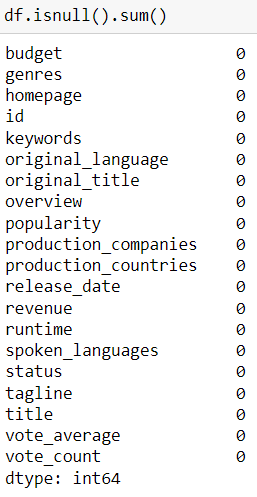 df.isnull().sum()
budget 0
genres 0
homepage 0
id 0
keywords 0
original_language 0
original_title 0
overview 0
popularity 0
production_companies 0
production_countries 0
release_date 0
revenue 0
runtime 0
spoken_languages 0
status 0
tagline 0
title 0
vote_average 0
vote_count 0
dtype: int64